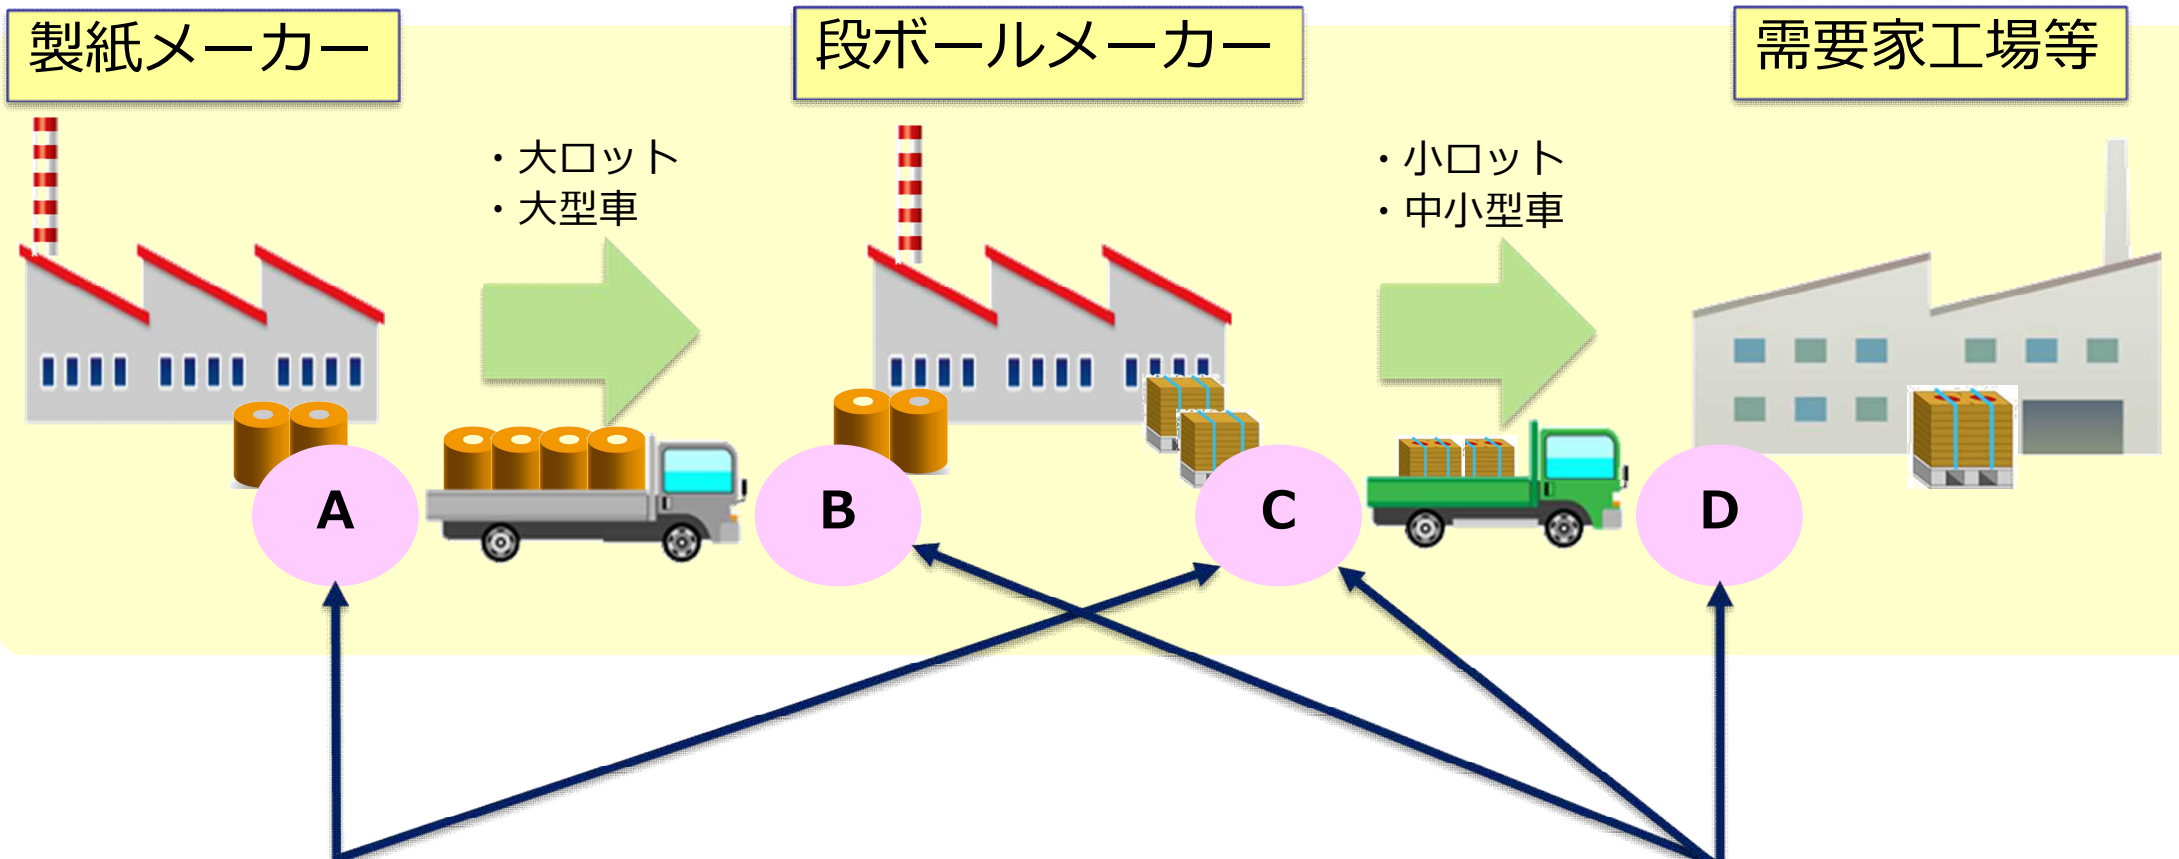 製紙メーカー
段ボールメーカー
需要家工場等
・大ロット
・大型車
・小ロット
・中小型車
A
B
C
D